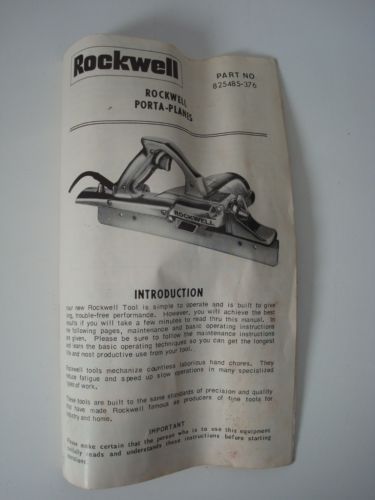 Rockwell
PART NO.
825485-376
ROCKWELL
PORTA-PLANES
ROCKWELL
INTRODUCTION
your new Rockwell Tool is simple to operate and is built to give
trouble-free performance. However, you will achieve the best
results if you will take a few minutes to read thru this manual. In
the following pages, maintenance and basic operating instructions
are given. Please be sure to follow the maintenance instructions
and learn the basic operating techniques so you can get the longest
life and most productive use from your tool.
Rockwell tools mechanize countless laborious hand chores. They
reduce fatigue and speed up slow operations in many specialized
types of work.
These tools are built to the same standards of precision and quality
that have made Rockwell famous as producers of fine tools for
industry and home.
IMPORTANT
Please make certain that the person who is to use this equipment
carefully reads and understands these instructions before starting
operations.